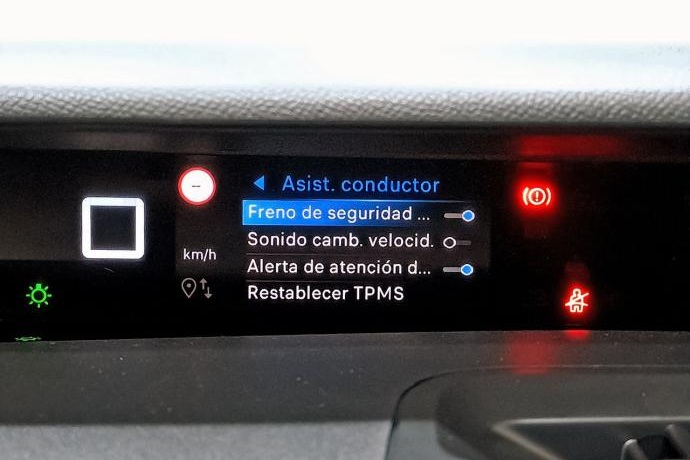 Asist. conductor
Freno de seguridad ...
Sonido camb. velocid.
km/h
Alerta de atención d...
Restablecer TPMS